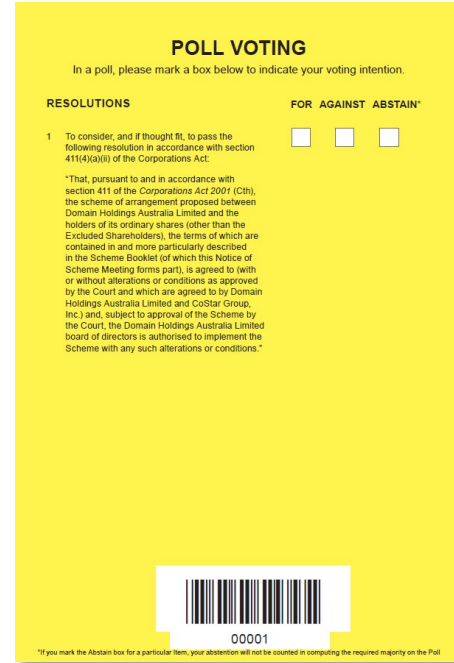 POLL VOTING
In a poll, please mark a box below to indicate your voting intention.
RESOLUTIONS FOR AGAINST ABSTAIN*
1 To consider, and if thought fit, to pass the
following resolution in accordance with section
411(4)(a)(ii) of the Corporations Act:
“That, pursuant to and in accordance with
section 411 of the Corporations Act 2001 (Cth),
the scheme of arrangement proposed between
Domain Holdings Australia Limited and the
holders of its ordinary shares (other than the
Excluded Shareholders), the terms of which are
contained in and more particularly described
in the Scheme Booklet (of which this Notice of
Scheme Meeting forms part), is agreed to (with
or without alterations or conditions as approved
by the Court and which are agreed to by Domain
Holdings Australia Limited and CoStar Group,
Inc.) and, subject to approval of the Scheme by
the Court, the Domain Holdings Australia Limited
board of directors is authorised to implement the
Scheme with any such alterations or conditions.”
00001
*If you mark the Abstain box for a particular Item, your abstention will not be counted in computing the required majority on the Poll